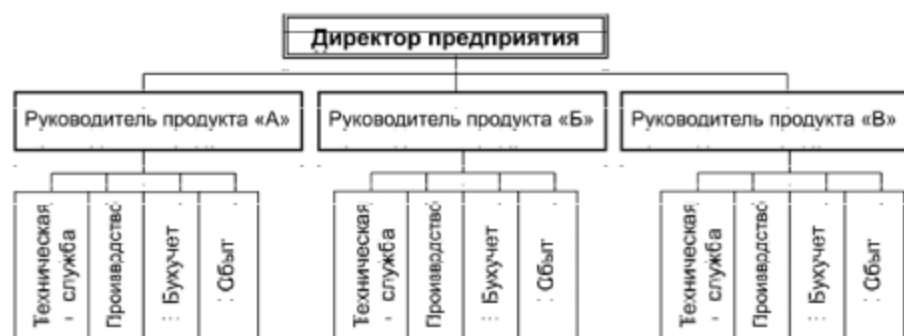 Директор предприятия
Руководитель продукта «А»
Руководитель продукта «Б»
Руководитель продукта «В»
Техническая
служба
Производство
Бухучет
Сбыт
Техническая
служба
Производство
Бухучет
Сбыт
Техническая
служба
Производство
Бухучет
Сбыт